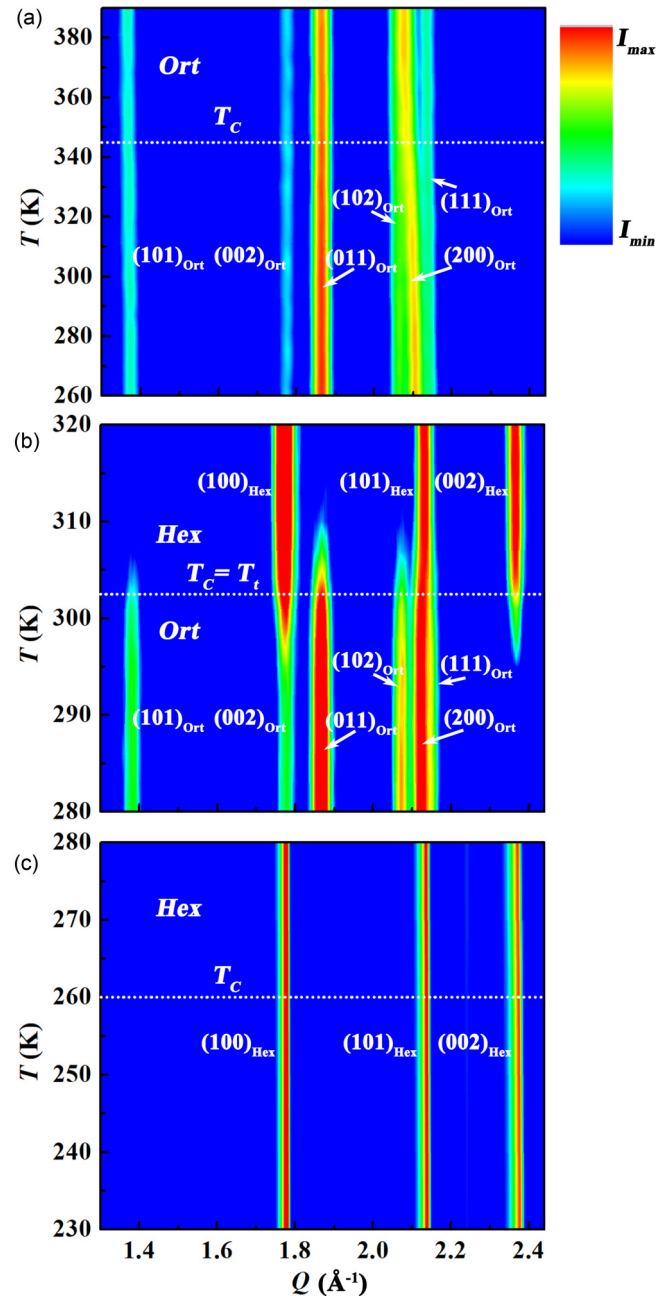 (a)
390
380
360
340
320
300
280
260
T (K)
Ort
T_C
(102)_Ort
(111)_Ort
(101)_Ort (002)_Ort
(011)_Ort
(200)_Ort
I_max
I_min
(b)
320
310
300
290
280
T (K)
(100)_Hex
(101)_Hex (002)_Hex
Hex
T_C= T_t
Ort
(102)_Ort
(111)_Ort
(101)_Ort (002)_Ort
(011)_Ort
(200)_Ort
(c)
280
270
260
250
240
230
T (K)
Hex
T_C
(100)_Hex
(101)_Hex
(002)_Hex
1.4 1.8 2.0 2.2 2.4
Q (Å⁻¹)